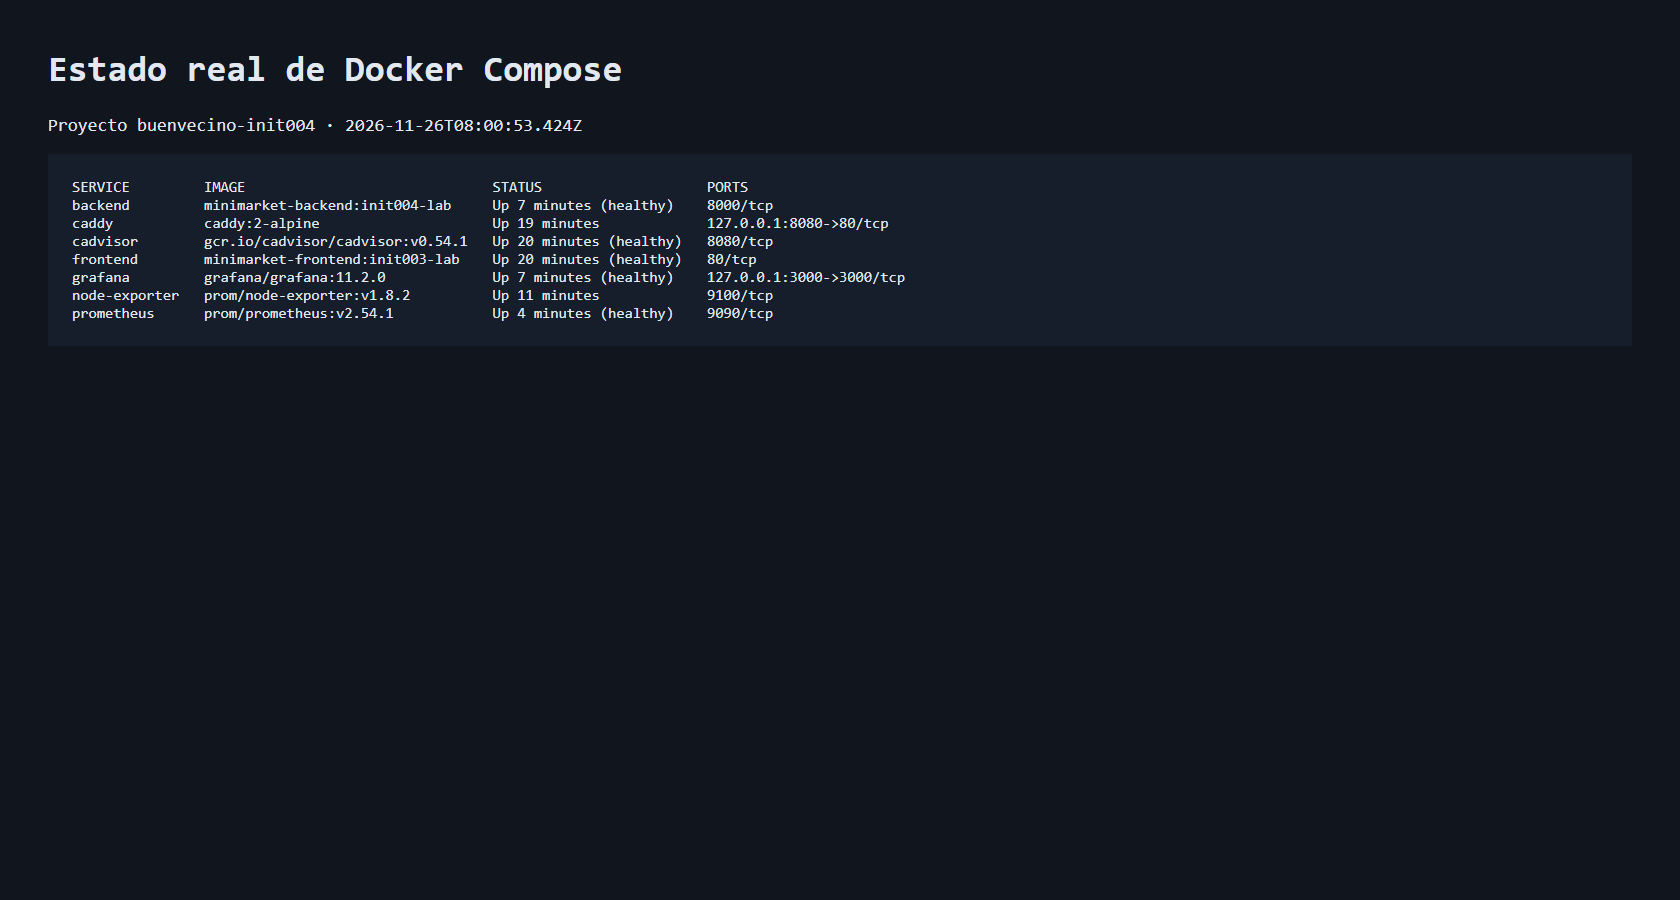 Estado real de Docker Compose
Proyecto buenvecino-init004 · 2026-11-26T08:00:53.424Z
SERVICE IMAGE STATUS PORTS
backend minimarket-backend:init004-lab Up 7 minutes (healthy) 8000/tcp
caddy caddy:2-alpine Up 19 minutes 127.0.0.1:8080->80/tcp
cadvisor gcr.io/cadvisor/cadvisor:v0.54.1 Up 20 minutes (healthy) 8080/tcp
frontend minimarket-frontend:init003-lab Up 20 minutes (healthy) 80/tcp
grafana grafana/grafana:11.2.0 Up 7 minutes (healthy) 127.0.0.1:3000->3000/tcp
node-exporter prom/node-exporter:v1.8.2 Up 11 minutes 9100/tcp
prometheus prom/prometheus:v2.54.1 Up 4 minutes (healthy) 9090/tcp